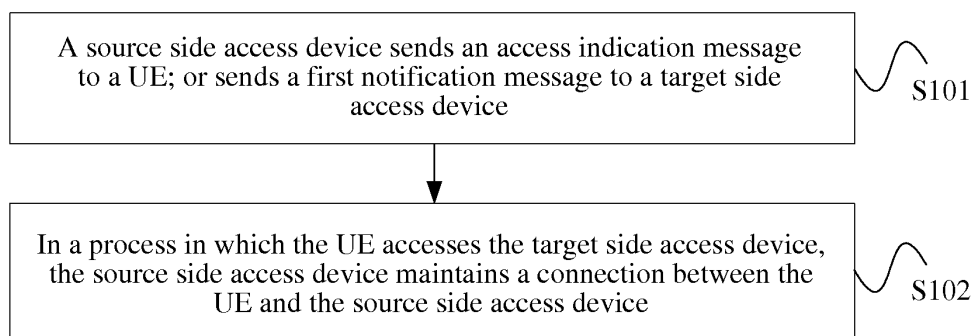 A source side access device sends an access indication message
to a UE; or sends a first notification message to a target side
access device
S101
In a process in which the UE accesses the target side access device,
the source side access device maintains a connection between the
UE and the source side access device
S102